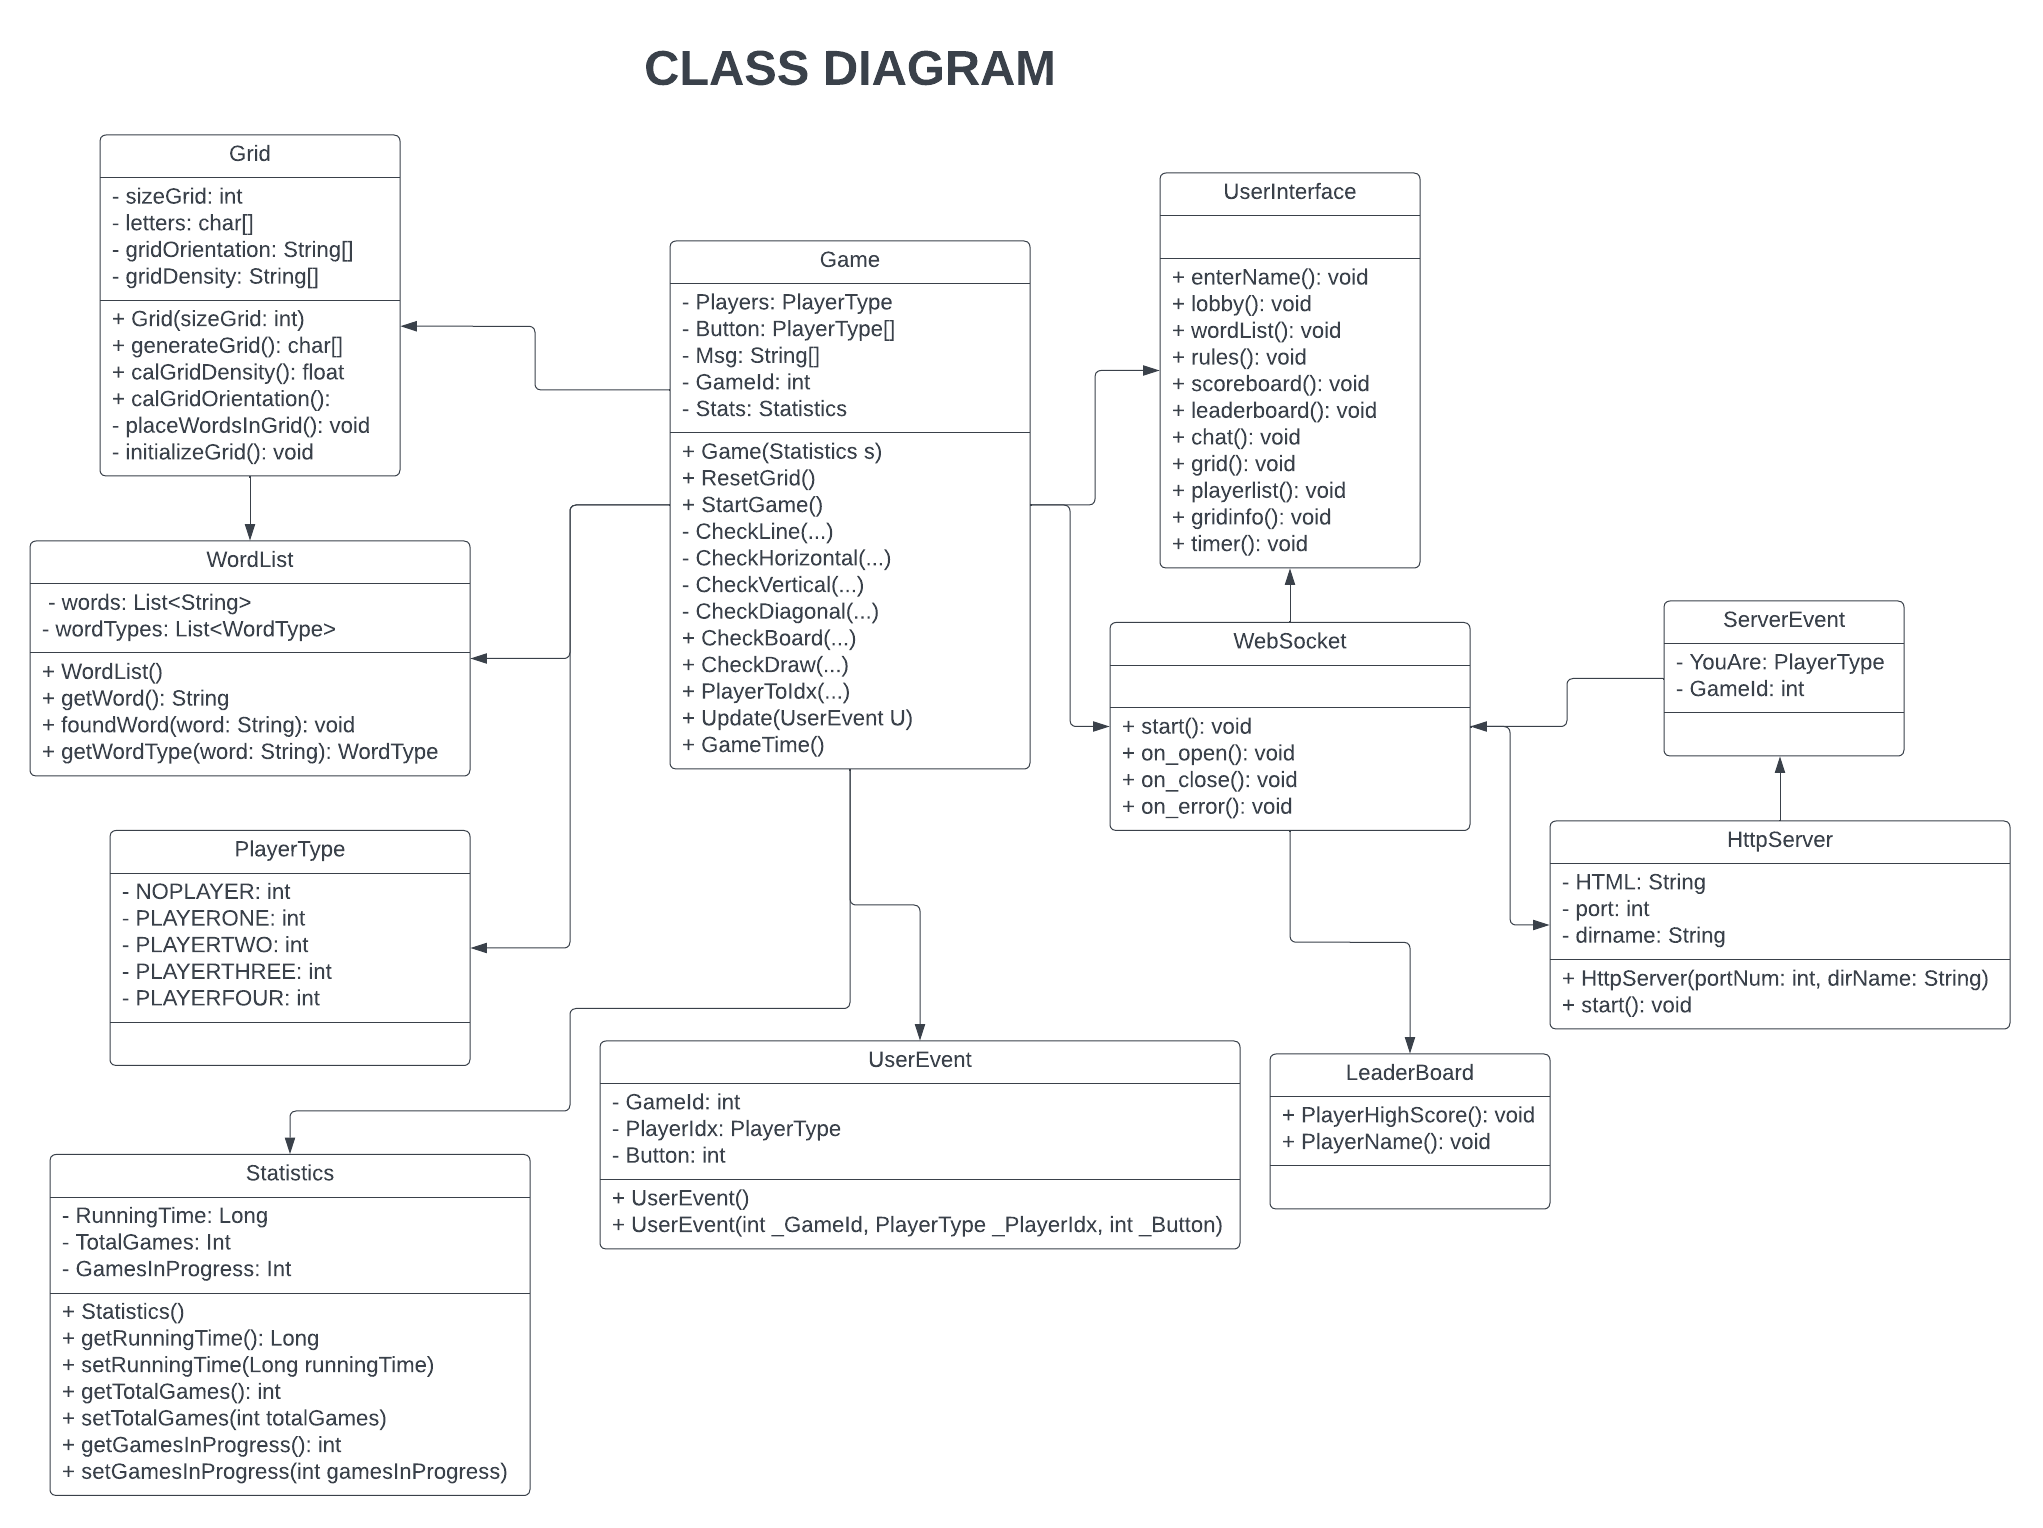 CLASS DIAGRAM
Grid
- sizeGrid: int
- letters: char[]
- gridOrientation: String[]
- gridDensity: String[]
+ Grid(sizeGrid: int)
+ generateGrid(): char[]
+ calGridDensity(): float
+ calGridOrientation():
- placeWordsInGrid(): void
- initializeGrid(): void
WordList
- words: List<String>
- wordTypes: List<WordType>
+ WordList()
+ getWord(): String
+ foundWord(word: String): void
+ getWordType(word: String): WordType
PlayerType
- NOPLAYER: int
- PLAYERONE: int
- PLAYERTWO: int
- PLAYERTHREE: int
- PLAYERFOUR: int
Statistics
- RunningTime: Long
- TotalGames: Int
- GamesInProgress: Int
+ Statistics()
+ getRunningTime(): Long
+ setRunningTime(Long runningTime)
+ getTotalGames(): int
+ setTotalGames(int totalGames)
+ getGamesInProgress(): int
+ setGamesInProgress(int gamesInProgress)
Game
- Players: PlayerType
- Button: PlayerType[]
- Msg: String[]
- GameId: int
- Stats: Statistics
+ Game(Statistics s)
+ ResetGrid()
+ StartGame()
- CheckLine(...)
- CheckHorizontal(...)
- CheckVertical(...)
- CheckDiagonal(...)
+ CheckBoard(...)
+ CheckDraw(...)
+ PlayerToIdx(...)
+ Update(UserEvent U)
+ GameTime()
UserEvent
- GameId: int
- PlayerIdx: PlayerType
- Button: int
+ UserEvent()
+ UserEvent(int _GameId, PlayerType _PlayerIdx, int _Button)
UserInterface
+ enterName(): void
+ lobby(): void
+ wordList(): void
+ rules(): void
+ scoreboard(): void
+ leaderboard(): void
+ chat(): void
+ grid(): void
+ playerlist(): void
+ gridinfo(): void
+ timer(): void
WebSocket
+ start(): void
+ on_open(): void
+ on_close(): void
+ on_error(): void
LeaderBoard
+ PlayerHighScore(): void
+ PlayerName(): void
ServerEvent
- YouAre: PlayerType
- GameId: int
HttpServer
- HTML: String
- port: int
- dirname: String
+ HttpServer(portNum: int, dirName: String)
+ start(): void